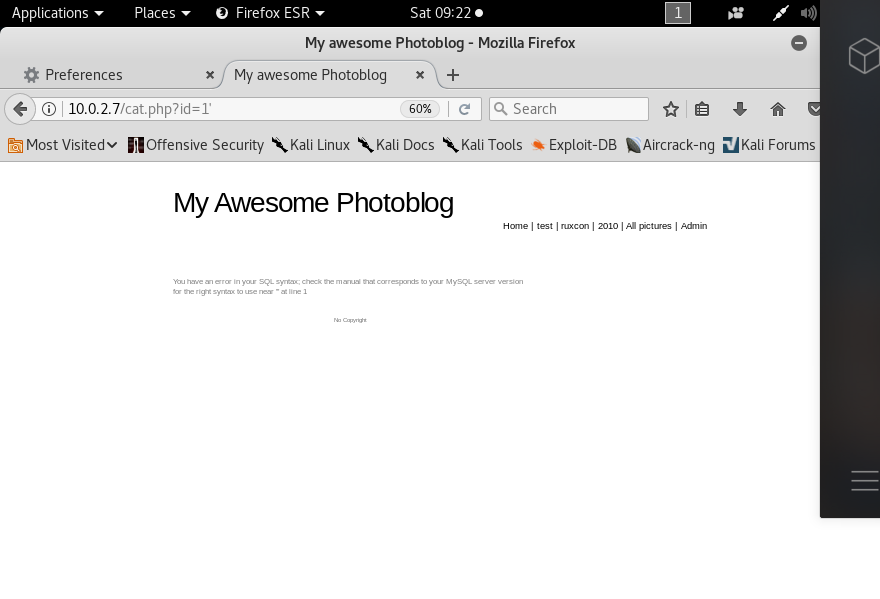 Applications Places Firefox ESR Sat 09:22 1
My awesome Photoblog - Mozilla Firefox
Preferences My awesome Photoblog
10.0.2.7/cat.php?id=1' 60% Search
Most Visited Offensive Security Kali Linux Kali Docs Kali Tools Exploit-DB Aircrack-ng Kali Forums
My Awesome Photoblog
Home | test | ruxcon | 2010 | All pictures | Admin
You have an error in your SQL syntax; check the manual that corresponds to your MySQL server version
for the right syntax to use near ''' at line 1
No Copyright